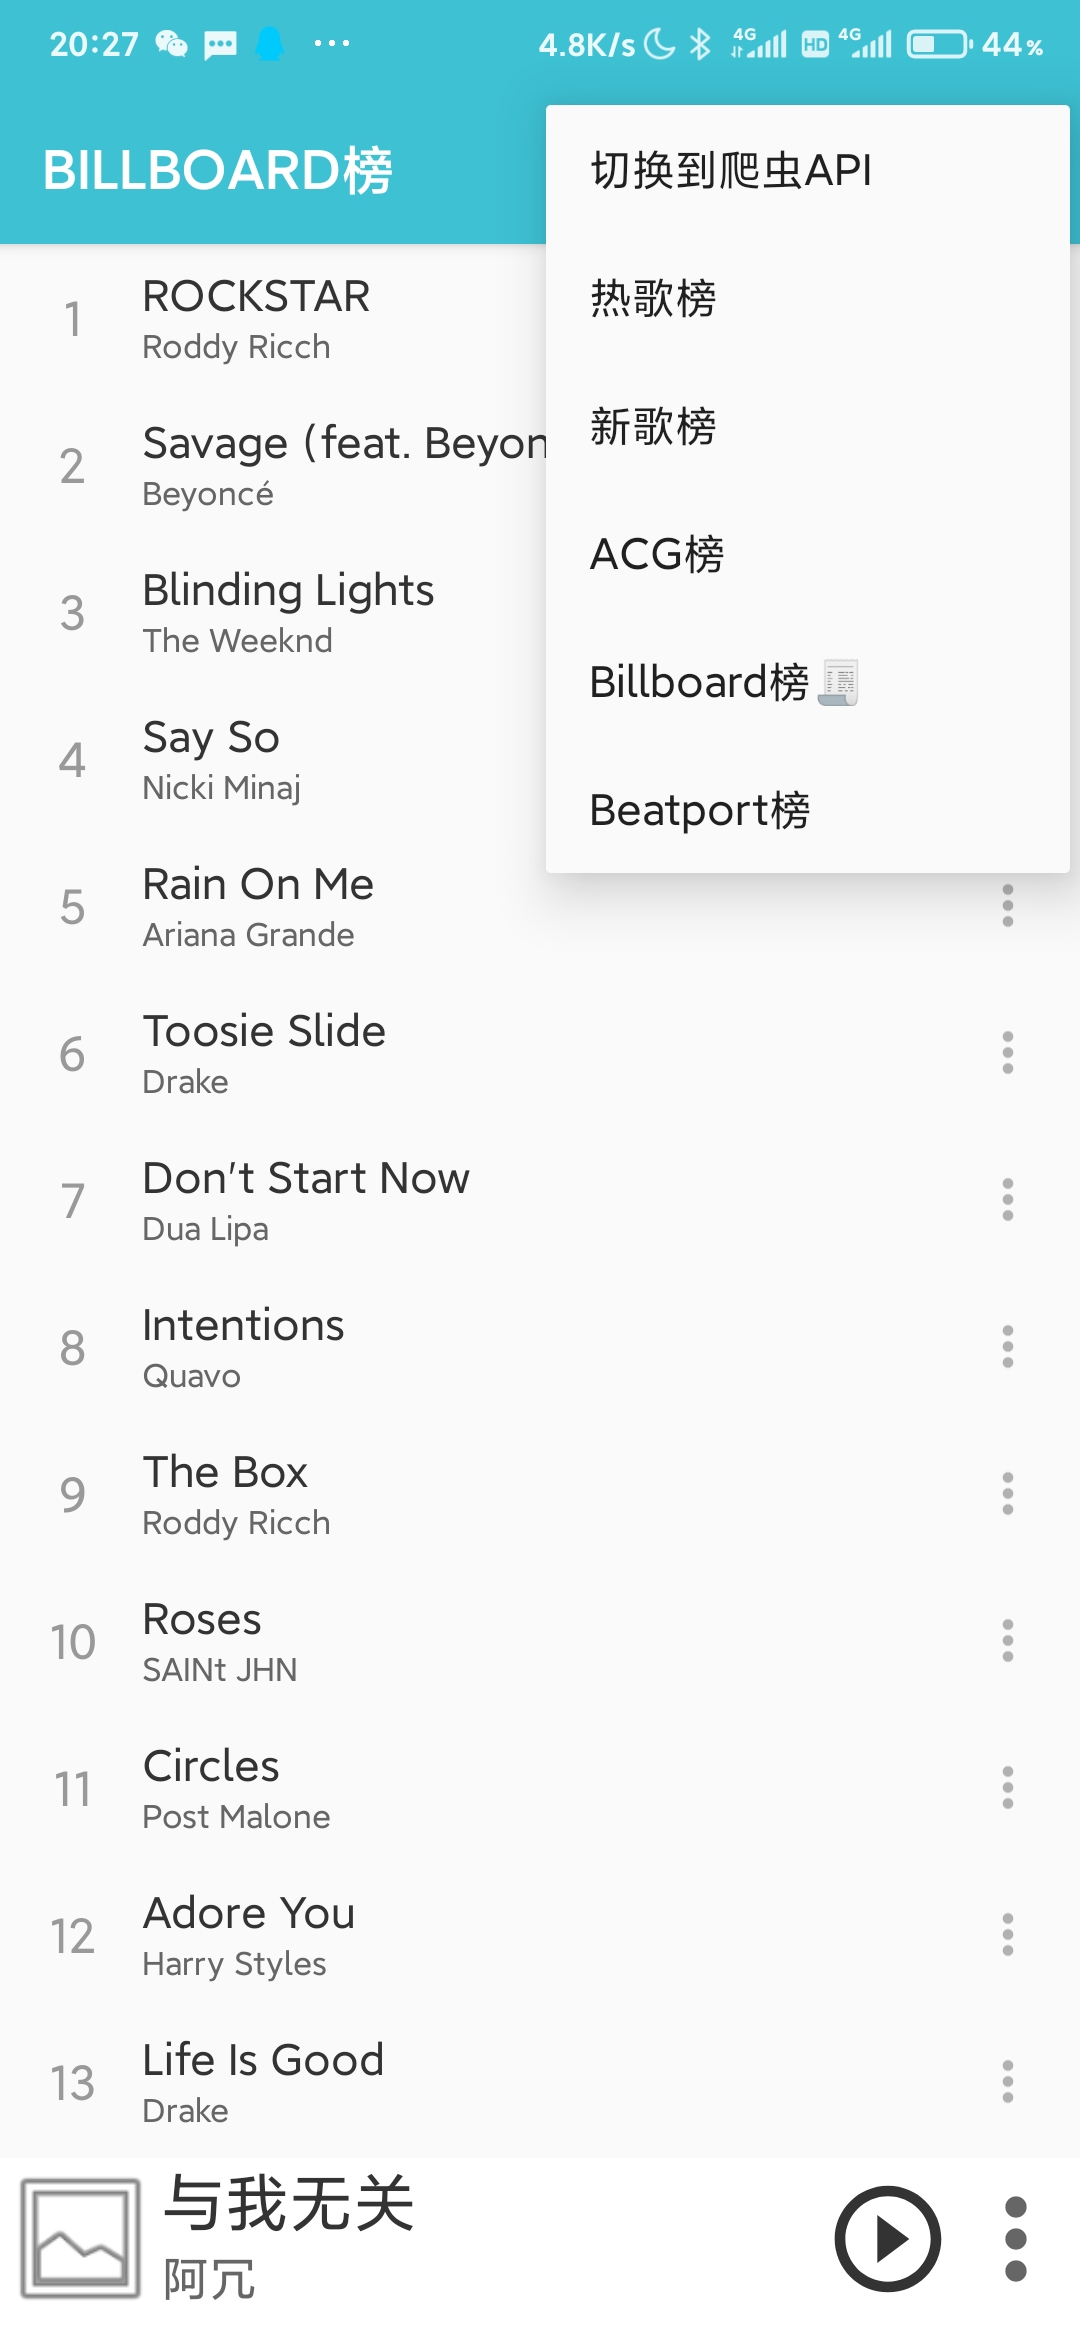 20:27
4.8K/s 4G HD 4G 44%
BILLBOARD榜
切换到爬虫API
热歌榜
新歌榜
ACG榜
Billboard榜
Beatport榜
1
ROCKSTAR
Roddy Ricch
2
Savage (feat. Beyon
Beyoncé
3
Blinding Lights
The Weeknd
4
Say So
Nicki Minaj
5
Rain On Me
Ariana Grande
6
Toosie Slide
Drake
7
Don't Start Now
Dua Lipa
8
Intentions
Quavo
9
The Box
Roddy Ricch
10
Roses
SAINt JHN
11
Circles
Post Malone
12
Adore You
Harry Styles
13
Life Is Good
Drake
与我无关
阿冗